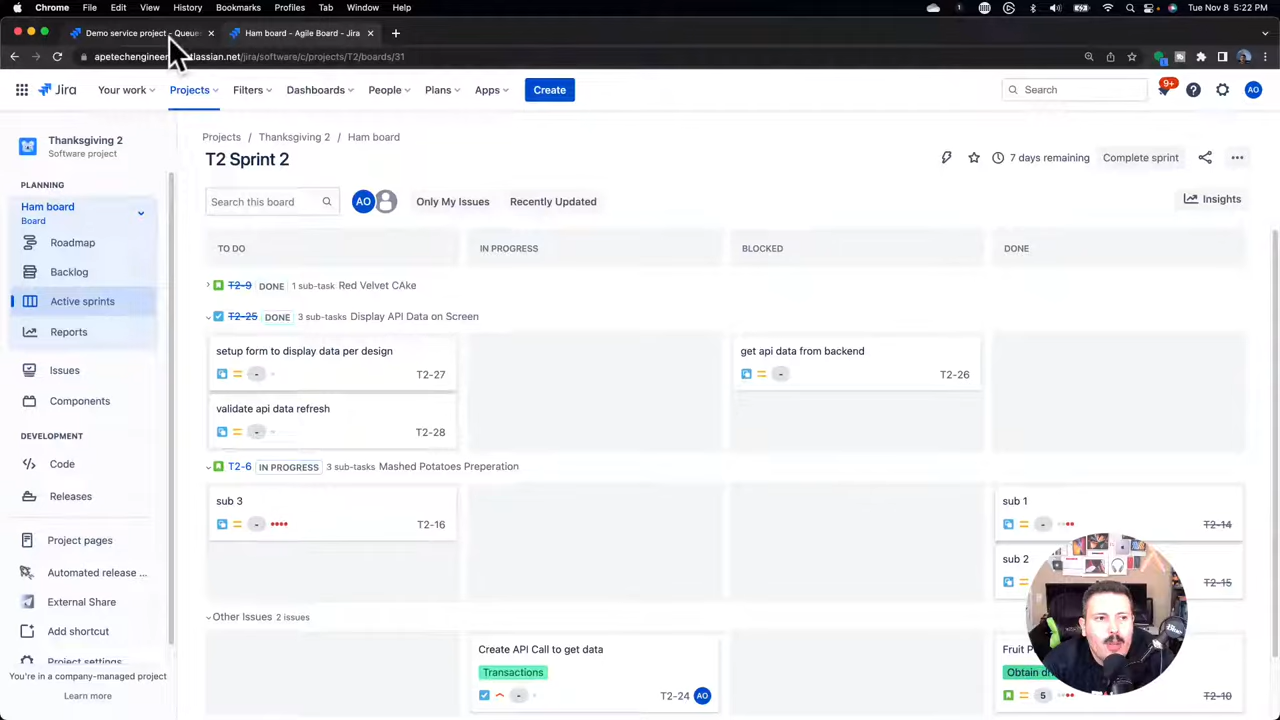 Chrome File Edit View History Bookmarks Profiles Tab Window Help Tue Nov 8 5:22 PM
Demo service project - Queue Ham board - Agile Board - Jira
apetechengine tlassian.net/jira/software/c/projects/T2/boards/31
Jira Your work Projects Filters Dashboards People Plans Apps Create Search 9+ AO
Thanksgiving 2
Software project
PLANNING
Ham board
Board
Roadmap
Backlog
Active sprints
Reports
Issues
Components
DEVELOPMENT
Code
Releases
Project pages
Automated release ...
External Share
Add shortcut
Project settings
You're in a company-managed project
Learn more
Projects / Thanksgiving 2 / Ham board
T2 Sprint 2
7 days remaining Complete sprint
Search this board AO Only My Issues Recently Updated Insights
TO DO IN PROGRESS BLOCKED DONE
T2-9 DONE 1 sub-task Red Velvet CAke
T2-25 DONE 3 sub-tasks Display API Data on Screen
setup form to display data per design
- T2-27
get api data from backend
- T2-26
validate api data refresh
- T2-28
T2-6 IN PROGRESS 3 sub-tasks Mashed Potatoes Preperation
sub 3
- T2-16
sub 1
- T2-14
sub 2
T2-15
Other Issues 2 issues
Create API Call to get data
Transactions
- T2-24 AO
Fruit P
Obtain dr
5 T2-10